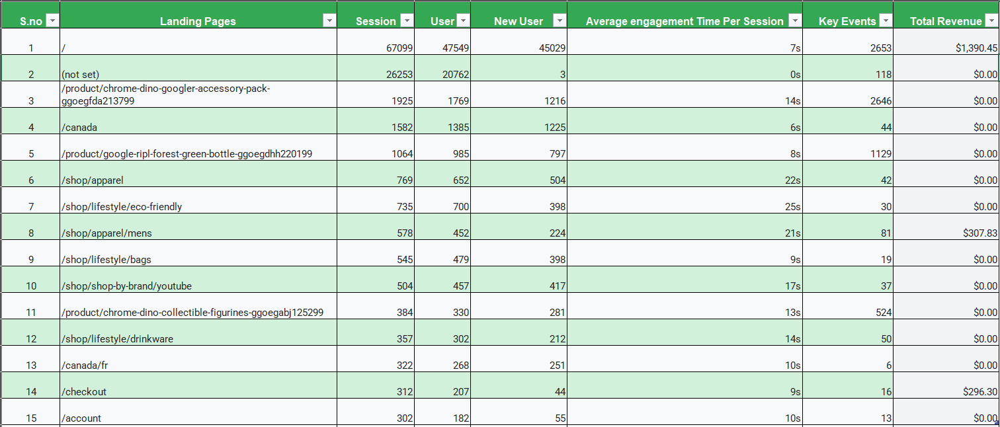 S.no Landing Pages Session User New User Average engagement Time Per Session Key Events Total Revenue
1 / 67099 47549 45029 7s 2653 $1,390.45
2 (not set) 26253 20762 3 0s 118 $0.00
/product/chrome-dino-googler-accessory-pack-
3 ggoegfda213799 1925 1769 1216 14s 2646 $0.00
4 /canada 1582 1385 1225 6s 44 $0.00
5 /product/google-ripl-forest-green-bottle-ggoegdhh220199 1064 985 797 8s 1129 $0.00
6 /shop/apparel 769 652 504 22s 42 $0.00
7 /shop/lifestyle/eco-friendly 735 700 398 25s 30 $0.00
8 /shop/apparel/mens 578 452 224 21s 81 $307.83
9 /shop/lifestyle/bags 545 479 398 9s 19 $0.00
10 /shop/shop-by-brand/youtube 504 457 417 17s 37 $0.00
11 /product/chrome-dino-collectible-figurines-ggoegabj125299 384 330 281 13s 524 $0.00
12 /shop/lifestyle/drinkware 357 302 212 14s 50 $0.00
13 /canada/fr 322 268 251 10s 6 $0.00
14 /checkout 312 207 44 9s 16 $296.30
15 /account 302 182 55 10s 13 $0.00